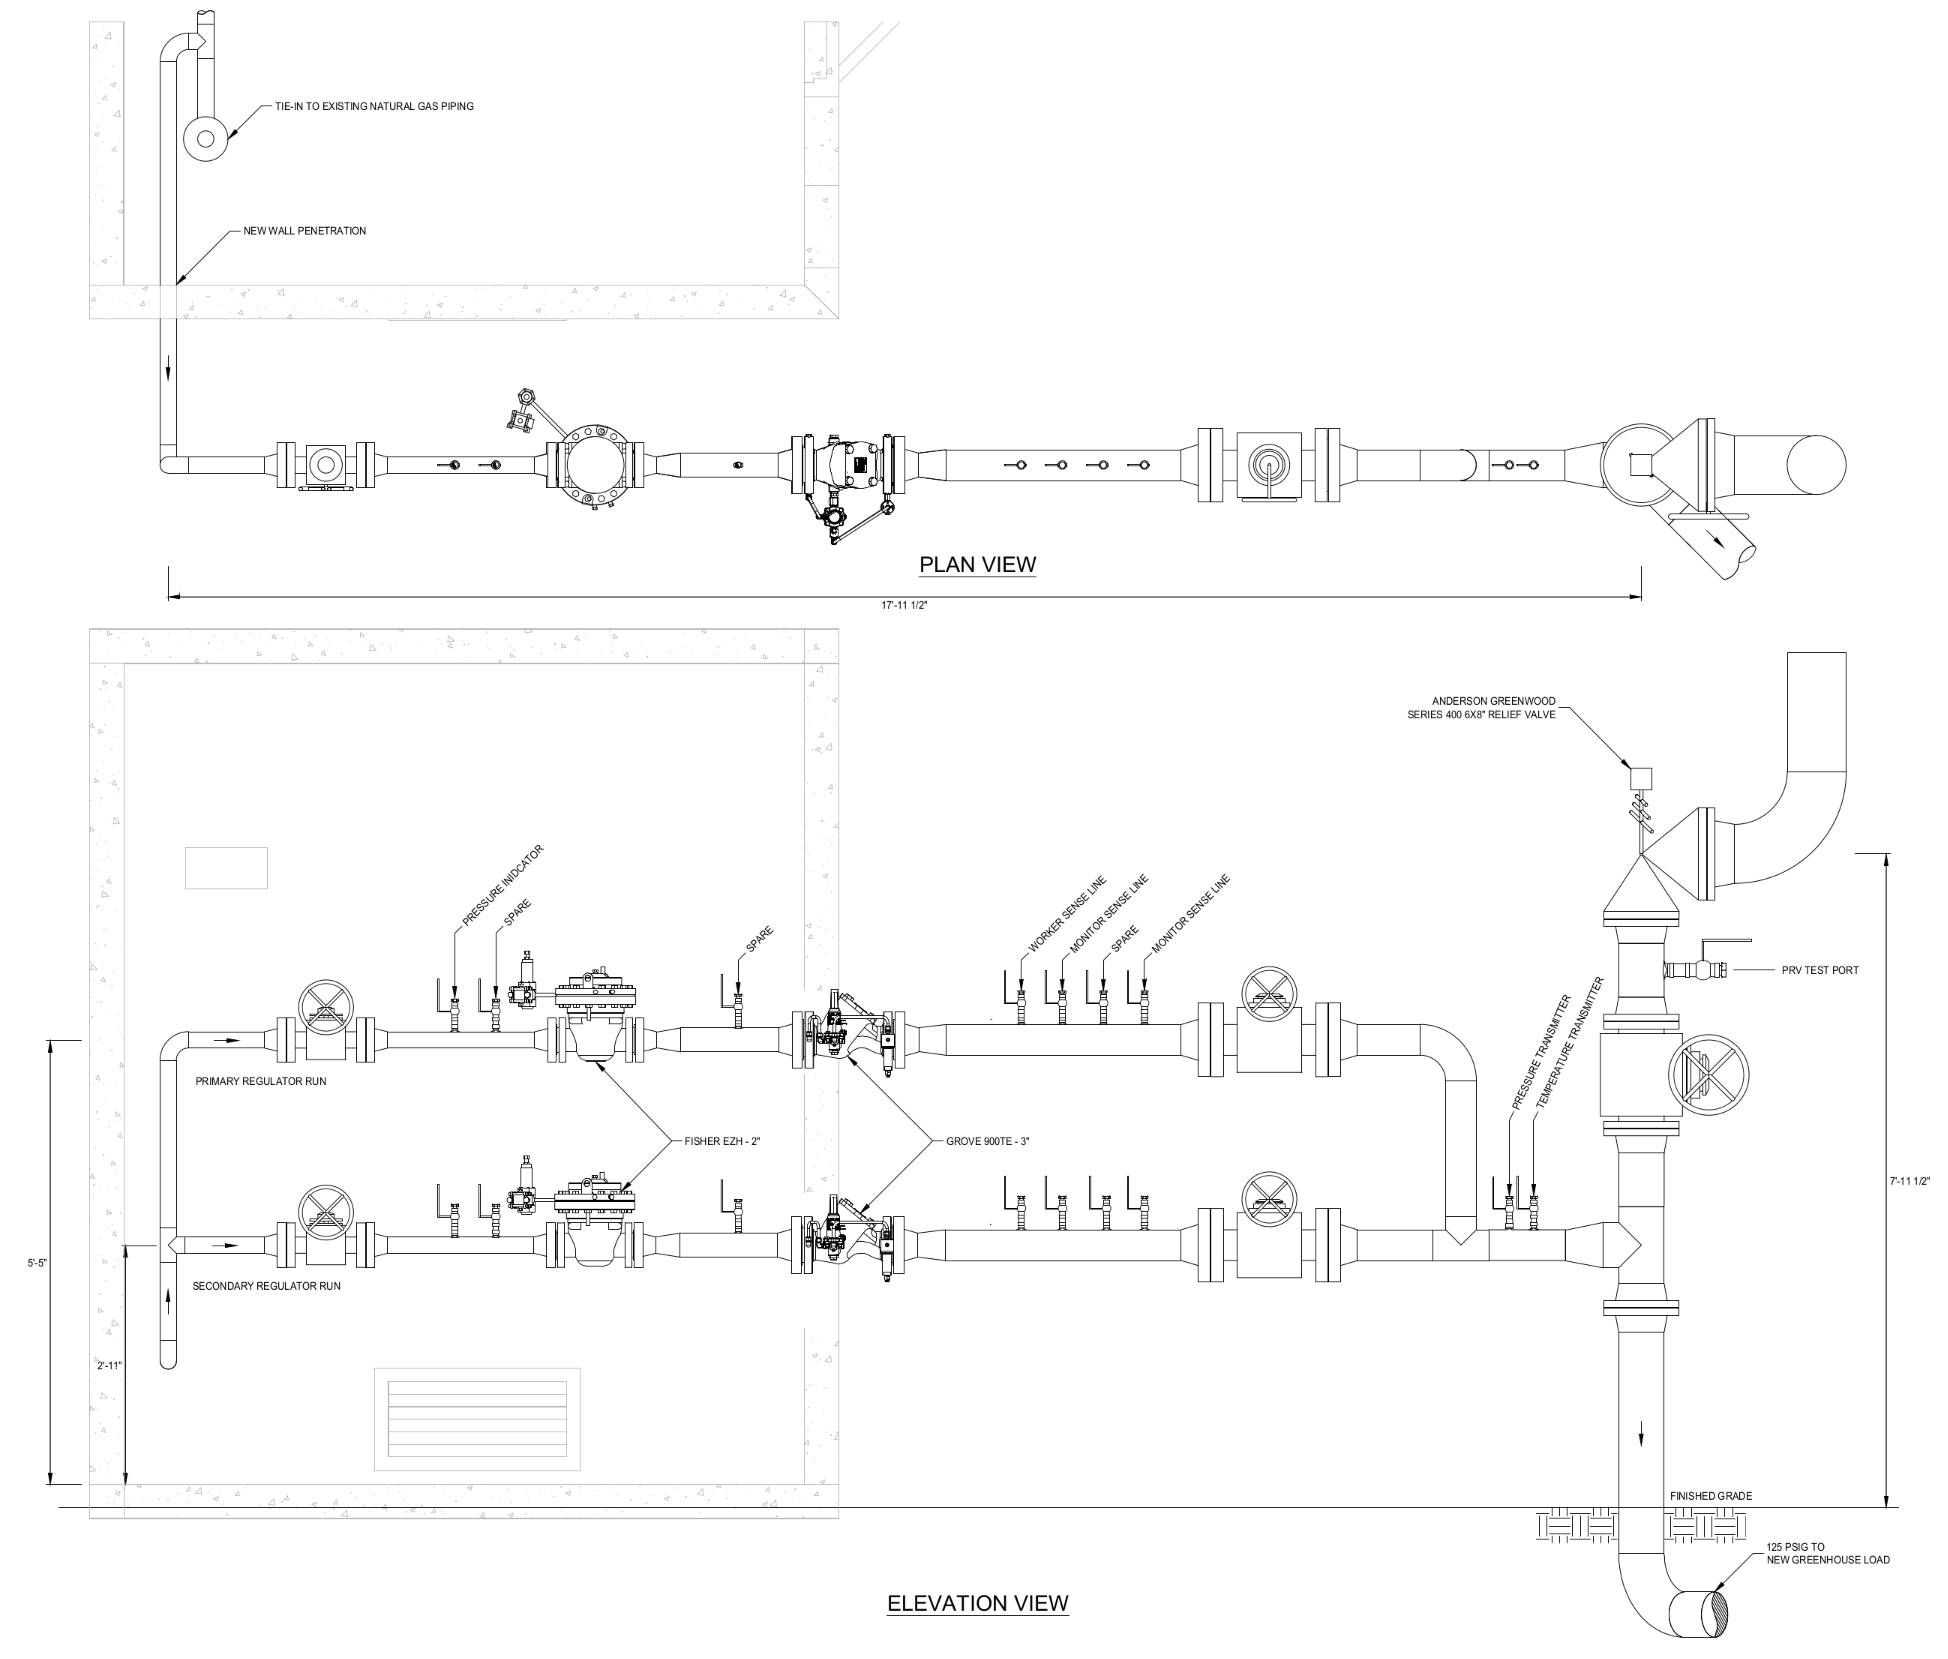 TIE-IN TO EXISTING NATURAL GAS PIPING
NEW WALL PENETRATION
PLAN VIEW
17'-11 1/2"
ANDERSON GREENWOOD
SERIES 400 6X8" RELIEF VALVE
PRESSURE INIDCATOR
SPARE
SPARE
WORKER SENSE LINE
MONITOR SENSE LINE
SPARE
MONITOR SENSE LINE
PRV TEST PORT
PRESSURE TRANSMITTER
TEMPERATURE TRANSMITTER
PRIMARY REGULATOR RUN
FISHER EZH - 2"
GROVE 900TE - 3"
7'-11 1/2"
5'-5"
SECONDARY REGULATOR RUN
2'-11"
FINISHED GRADE
125 PSIG TO
NEW GREENHOUSE LOAD
ELEVATION VIEW